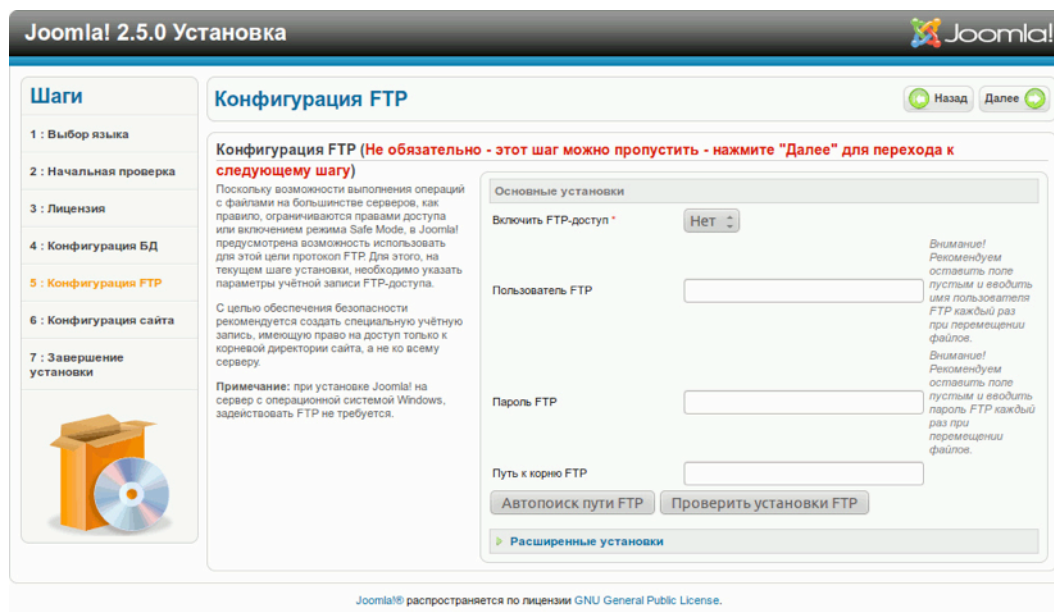 Joomla! 2.5.0 Установка
Joomla!
Шаги
1 : Выбор языка
2 : Начальная проверка
3 : Лицензия
4 : Конфигурация БД
5 : Конфигурация FTP
6 : Конфигурация сайта
7 : Завершение
установки
Конфигурация FTP
Назад
Далее
Конфигурация FTP (Не обязательно - этот шаг можно пропустить - нажмите "Далее" для перехода к
следующему шагу)
Поскольку возможности выполнения операций
с файлами на большинстве серверов, как
правило, ограничиваются правами доступа
или включением режима Safe Mode, в Joomla!
предусмотрена возможность использовать
для этой цели протокол FTP. Для этого, на
текущем шаге установки, необходимо указать
параметры учётной записи FTP-доступа.
С целью обеспечения безопасности
рекомендуется создать специальную учётную
запись, имеющую право на доступ только к
корневой директории сайта, а не ко всему
серверу.
Примечание: при установке Joomla! на
сервер с операционной системой Windows,
задействовать FTP не требуется.
Основные установки
Включить FTP-доступ *
Нет
Пользователь FTP
Внимание!
Рекомендуем
оставить поле
пустым и вводить
имя пользователя
FTP каждый раз
при перемещении
файлов.
Пароль FTP
Внимание!
Рекомендуем
оставить поле
пустым и вводить
пароль FTP каждый
раз при
перемещении
файлов.
Путь к корню FTP
Автопоиск пути FTP
Проверить установки FTP
Расширенные установки
Joomla!® распространяется по лицензии GNU General Public License.